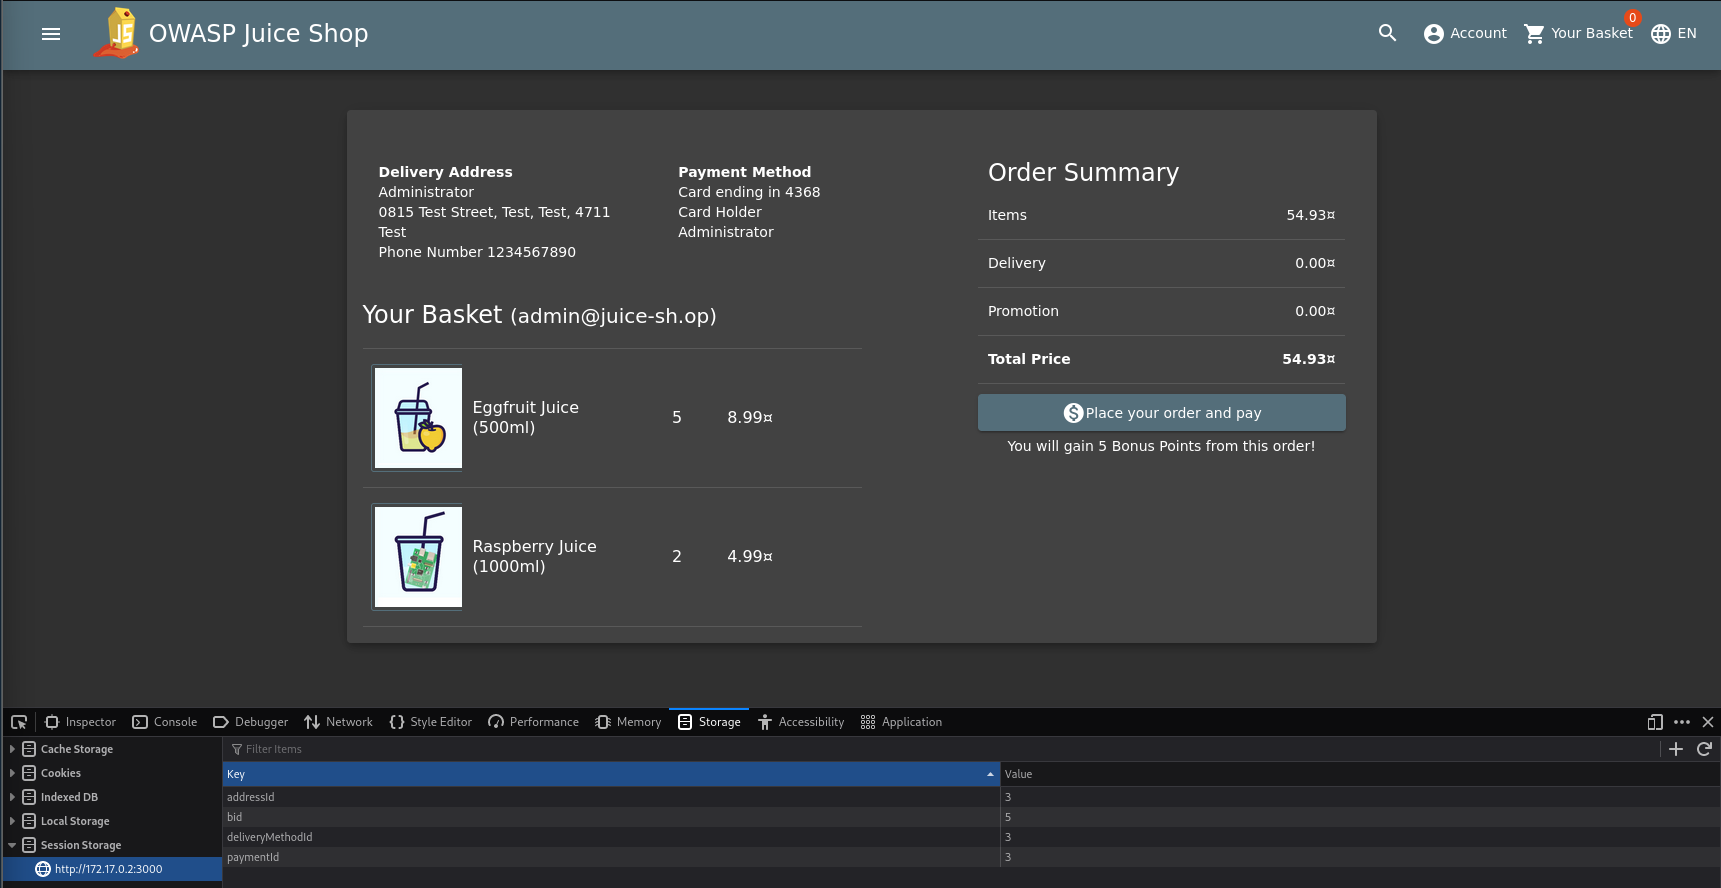 OWASP Juice Shop
Account
0
Your Basket
EN
Delivery Address
Administrator
0815 Test Street, Test, Test, 4711
Test
Phone Number 1234567890
Payment Method
Card ending in 4368
Card Holder
Administrator
Your Basket (admin@juice-sh.op)
Eggfruit Juice
(500ml)
5
8.99¤
Raspberry Juice
(1000ml)
2
4.99¤
Order Summary
Items 54.93¤
Delivery 0.00¤
Promotion 0.00¤
Total Price 54.93¤
Place your order and pay
You will gain 5 Bonus Points from this order!
Inspector Console Debugger Network Style Editor Performance Memory Storage Accessibility Application
Cache Storage
Cookies
Indexed DB
Local Storage
Session Storage
http://172.17.0.2:3000
Filter Items
Key Value
addressId 3
bid 5
deliveryMethodId 3
paymentId 3